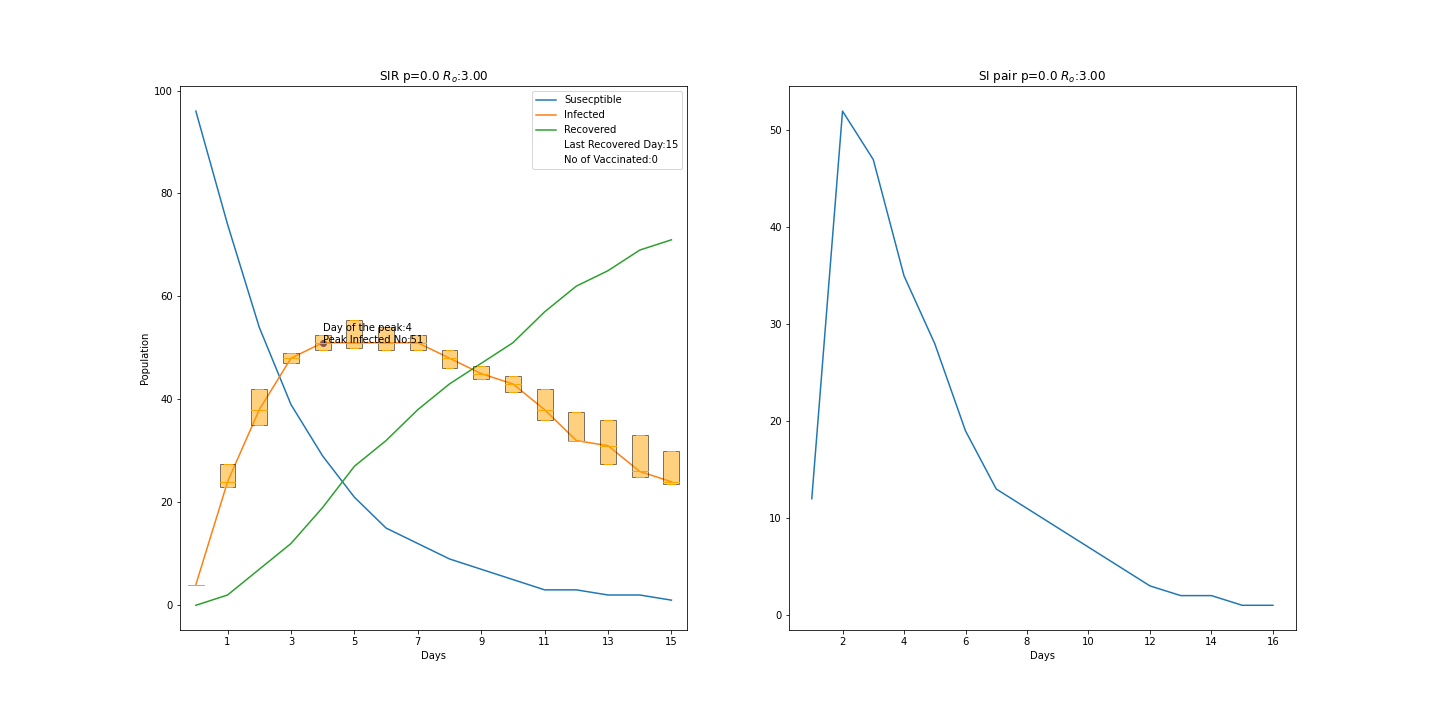 SIR p=0.0 Rₒ:3.00
100
80
60
40
20
0
Population
Susecptible
Infected
Recovered
Last Recovered Day:15
No of Vaccinated:0
Day of the peak:4
Peak Infected No:51
1 3 5 7 9 11 13 15
Days
SI pair p=0.0 Rₒ:3.00
50
40
30
20
10
0
2 4 6 8 10 12 14 16
Days